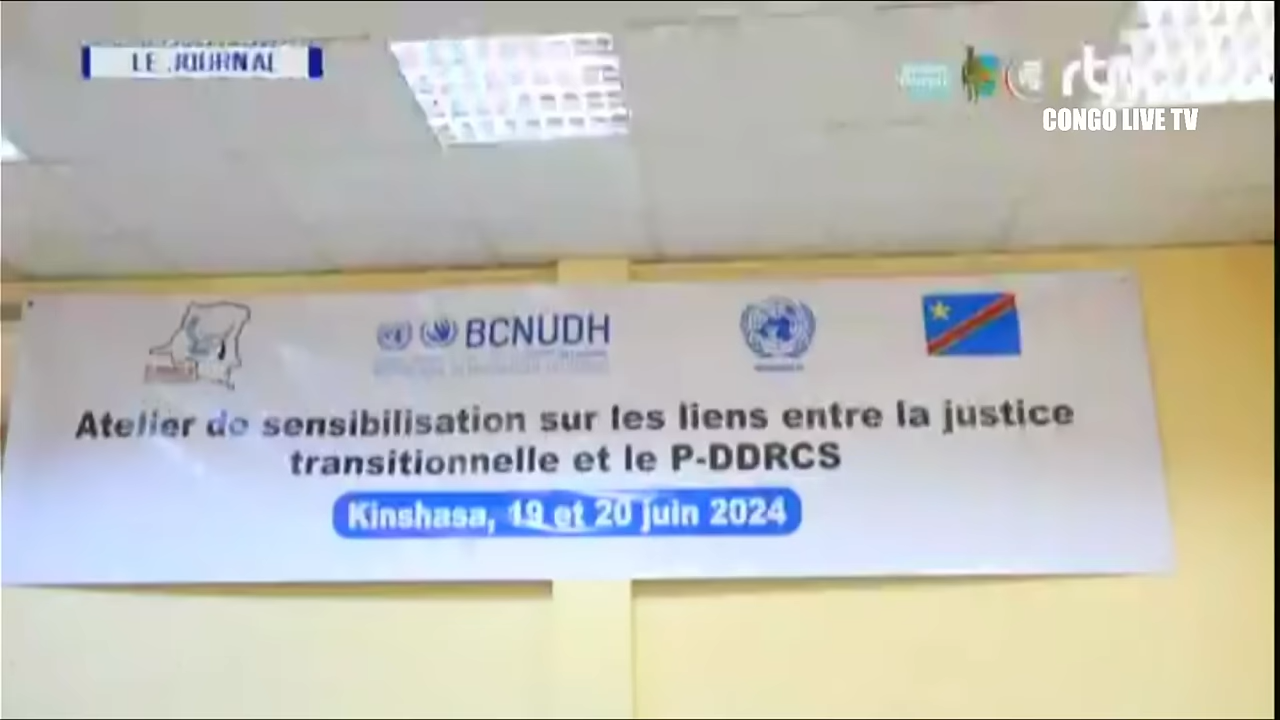 LE JOURNAL
CONGO LIVE TV
BCNUDH
Atelier de sensibilisation sur les liens entre la justice
transitionnelle et le P-DDRCS
Kinshasa, 19 et 20 juin 2024